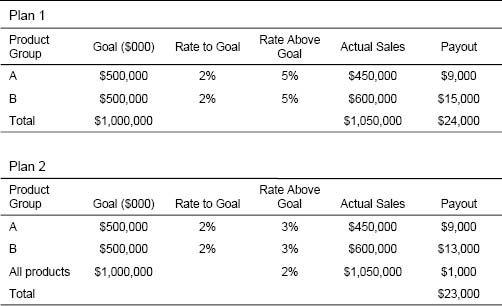 Plan 1
Product Group Goal ($000) Rate to Goal Rate Above Goal Actual Sales Payout
A $500,000 2% 5% $450,000 $9,000
B $500,000 2% 5% $600,000 $15,000
Total $1,000,000 $1,050,000 $24,000
Plan 2
Product Group Goal ($000) Rate to Goal Rate Above Goal Actual Sales Payout
A $500,000 2% 3% $450,000 $9,000
B $500,000 2% 3% $600,000 $13,000
All products $1,000,000 2% $1,050,000 $1,000
Total $23,000